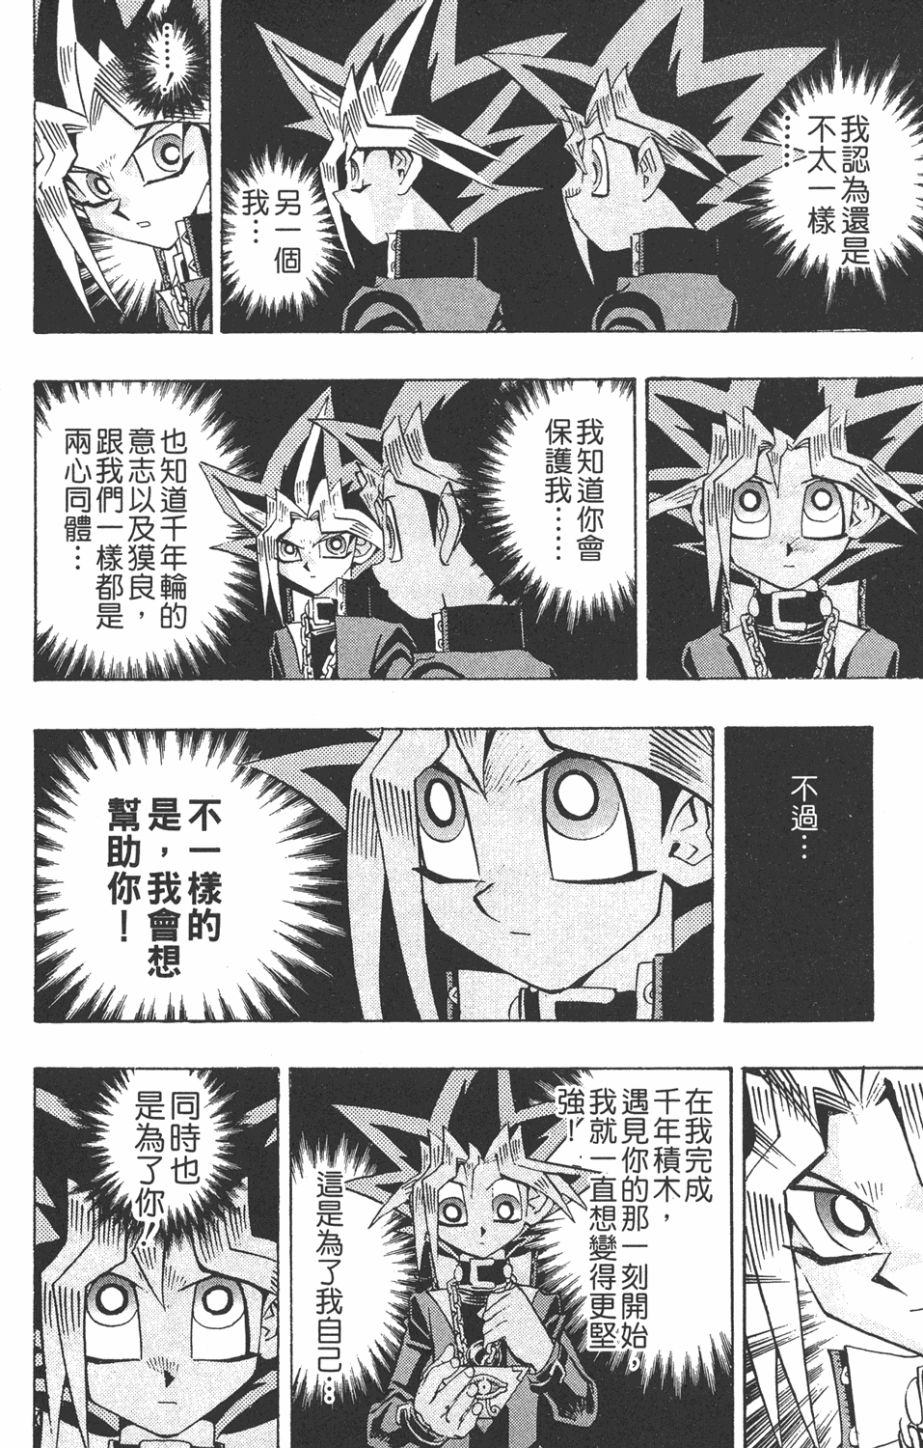 我認為還是
不太一樣
……
另一個
我…
……！
我知道你會
保護我……
也知道千年輪的
意志以及獏良，
跟我們一樣都是
兩心同體…
不過…
不一樣的
是，我會想
幫助你！
在我完成
千年積木，
遇見你的那一刻開始，
我就一直想變得更堅
強！
這是為了我自己…
同時也
是為了你！